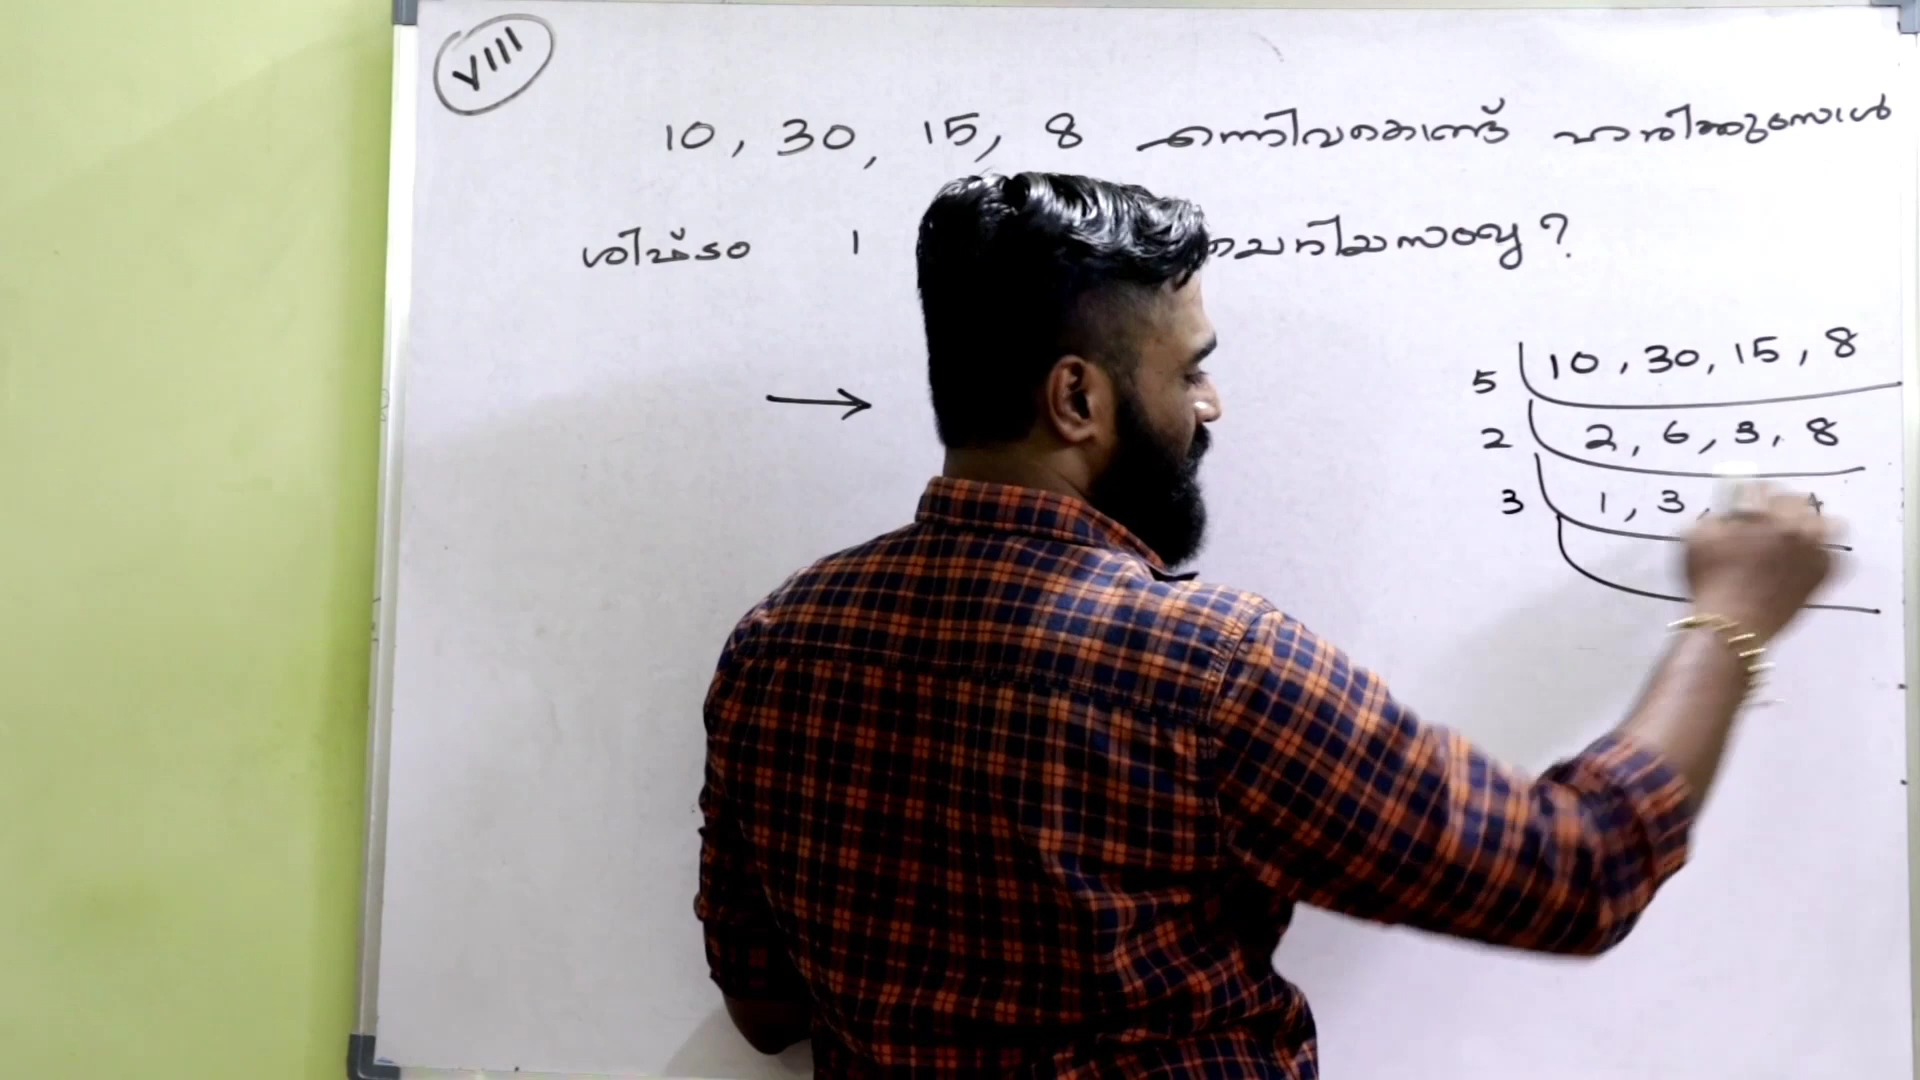 VIII
10, 30, 15, 8 എന്നിവകൊണ്ട് ഹരിക്കുമ്പോൾ
ശിഷ്ടം 1 ചെറിയസംഖ്യ?
→
5 10, 30, 15, 8
2 2, 6, 3, 8
3 1, 3,